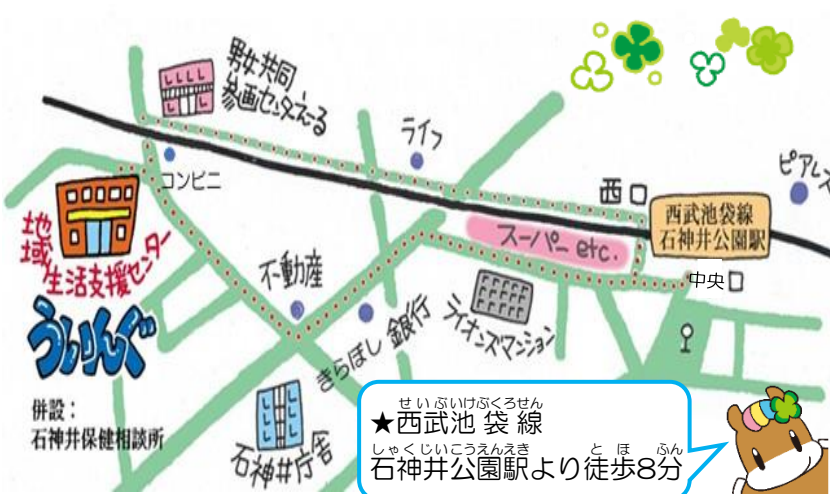 男女共同
参画センターえーる
ライフ
コンビニ
西口
ピアレス
西武池袋線
石神井公園駅
スーパー etc.
中央口
地域
生活支援センター
ういんぐ
不動産
きらぼし銀行
ライオンズマンション
併設：
石神井保健相談所
石神井庁舎
せいぶいけぶくろせん
★西武池袋線
しゃくじいこうえんえき とほ ふん
石神井公園駅より徒歩8分